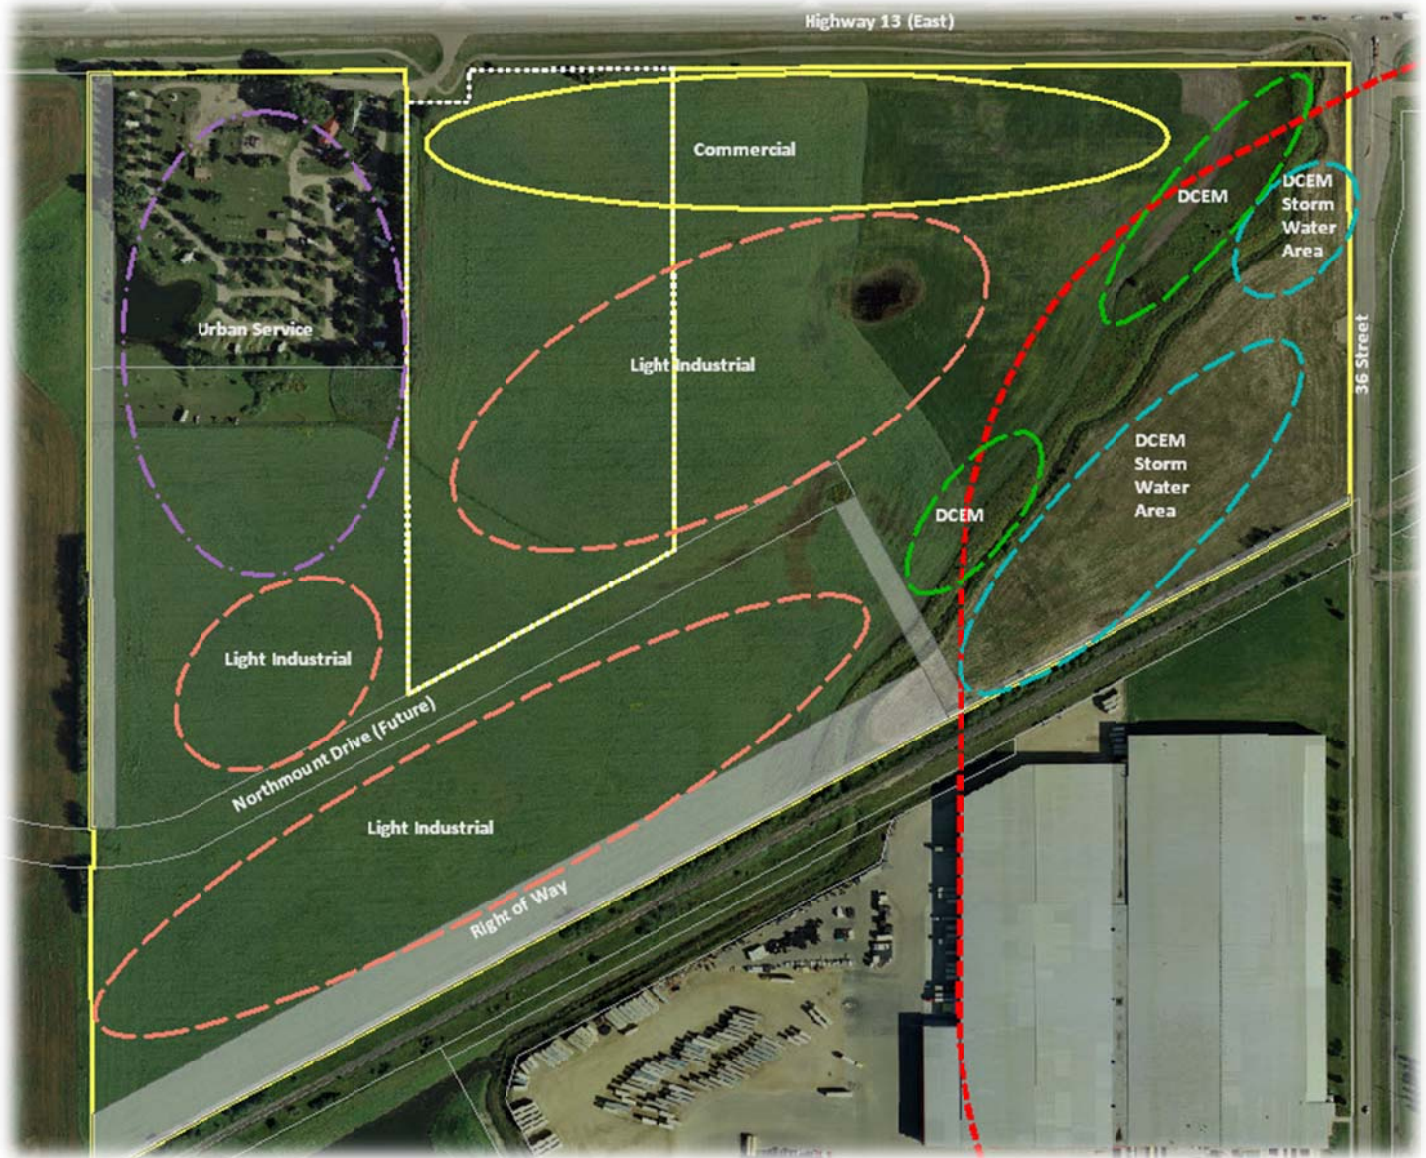 Highway 13 (East)
Commercial
DCEM
DCEM
Storm
Water
Area
Urban Service
Light Industrial
36 Street
DCEM
Storm
Water
Area
DCEM
Light Industrial
Northmount Drive (Future)
Light Industrial
Right of Way